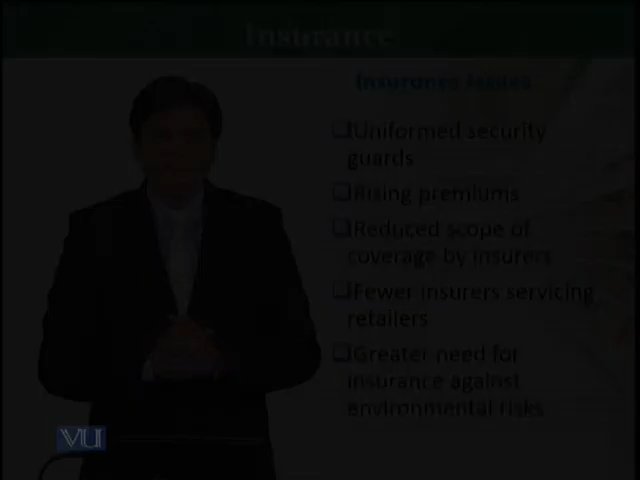 Insurance
Insurance Issues
Uniformed security
guards
Rising premiums
Reduced scope of
coverage by insurers
Fewer insurers servicing
retailers
Greater need for
insurance against
environmental risks
VU